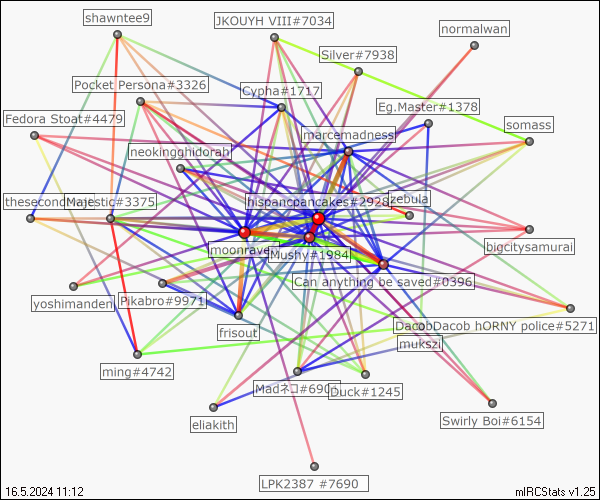 shawntee9
JKOUYH VIII#7034
normalwan
Silver#7938
Pocket Persona#3326
Cypha#1717
Eg.Master#1378
Fedora Stoat#4479
marcemadness
somass
neokingghidorah
thesecond
Majestic#3375
hispancpancakes#2928
zebula
moonrave
Mushy#1984
bigcitysamurai
Can anything be saved#0396
yoshimanden
Pikabro#9971
frisout
DacobDacob hORNY police#5271
mukszi
ming#4742
Madネコ#690
Duck#1245
eliakith
Swirly Boi#6154
LPK2387 #7690
16.5.2024 11:12
mIRCStats v1.25